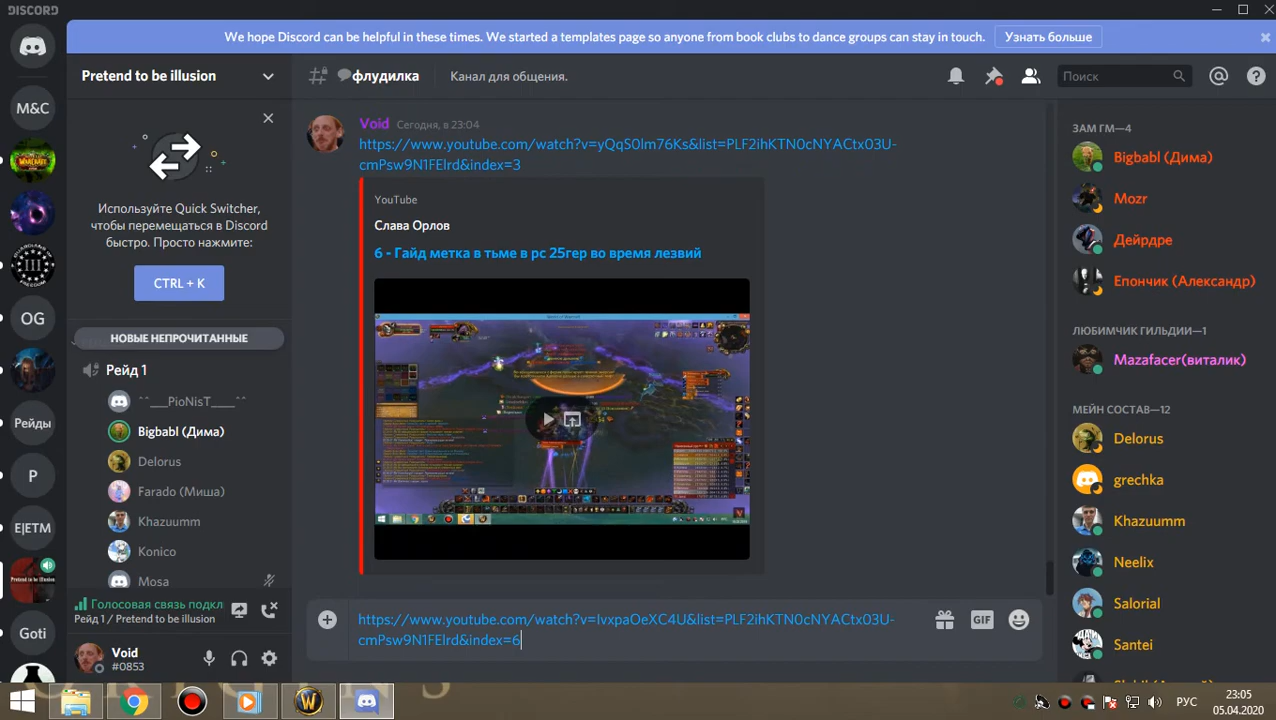 DISCORD
We hope Discord can be helpful in these times. We started a templates page so anyone from book clubs to dance groups can stay in touch.
Узнать больше
M&C
OG
Рейды
P
E|ETM
Goti
Pretend to be illusion
Используйте Quick Switcher,
чтобы перемещаться в Discord
быстро. Просто нажмите:
CTRL + K
НОВЫЕ НЕПРОЧИТАННЫЕ
Рейд 1
^^___PioNisT____^^
Bigbabl (Дима)
Delorus
Farado (Миша)
Khazuumm
Konico
Mosa
Голосовая связь подкл
Рейд 1 / Pretend to be illusion
Void
#0853
флудилка
Канал для общения.
Поиск
Void Сегодня, в 23:04
https://www.youtube.com/watch?v=yQqS0lm76Ks&list=PLF2ihKTN0cNYACtx03U-
cmPsw9N1FElrd&index=3
YouTube
Слава Орлов
6 - Гайд метка в тьме в рс 25гер во время лезвий
https://www.youtube.com/watch?v=IvxpaOeXC4U&list=PLF2ihKTN0cNYACtx03U-
cmPsw9N1FElrd&index=6
GIF
ЗАМ ГМ—4
Bigbabl (Дима)
Mozr
Дейрдре
Епончик (Александр)
ЛЮБИМЧИК ГИЛЬДИИ—1
Mazafacer(виталик)
МЕЙН СОСТАВ—12
Delorus
grechka
Khazuumm
Neelix
Salorial
Santei
РУС
23:05
05.04.2020